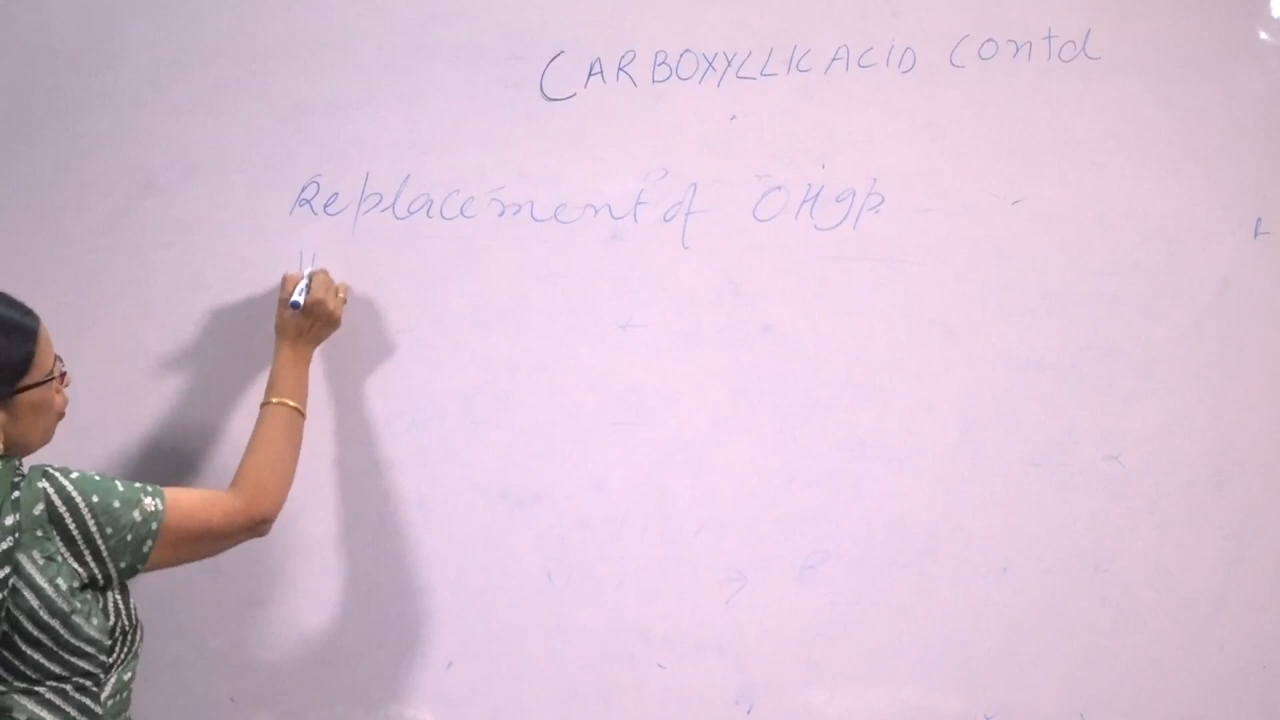 CARBOXYLLIC ACID Contd
Replacement of OH gp.